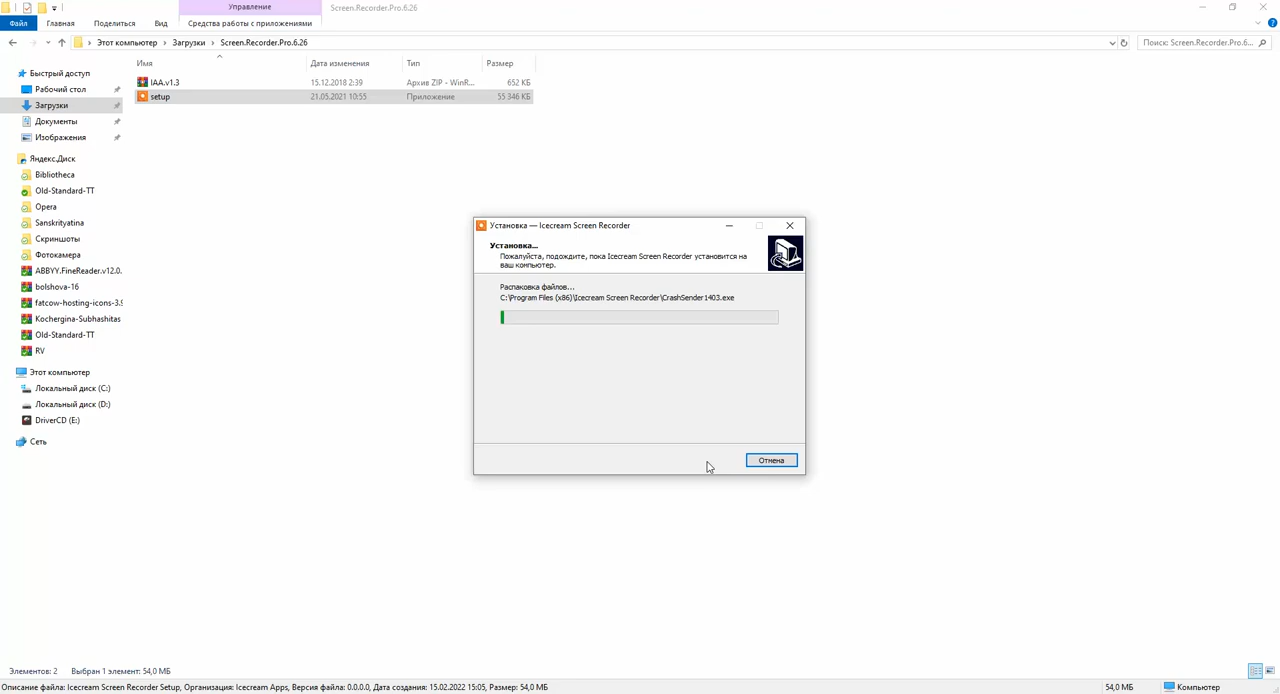 Управление
Screen.Recorder.Pro.6.26
Файл
Главная
Поделиться
Вид
Средства работы с приложениями
Этот компьютер
Загрузки
Screen.Recorder.Pro.6.26
Поиск: Screen.Recorder.Pro.6...
Быстрый доступ
Рабочий стол
Загрузки
Документы
Изображения
Яндекс.Диск
Bibliotheca
Old-Standard-TT
Opera
Sanskrityatina
Скриншоты
Фотокамера
ABBYY.FineReader.v12.0.
bolshova-16
fatcow-hosting-icons-3.9
Kochergina-Subhashitas
Old-Standard-TT
RV
Этот компьютер
Локальный диск (C:)
Локальный диск (D:)
DriverCD (E:)
Сеть
Имя
Дата изменения
Тип
Размер
IAA.v1.3
15.12.2018 2:39
Архив ZIP - WinR...
652 КБ
setup
21.05.2021 10:55
Приложение
55 346 КБ
Установка — Icecream Screen Recorder
Установка...
Пожалуйста, подождите, пока Icecream Screen Recorder установится на
ваш компьютер.
Распаковка файлов...
C:\Program Files (x86)\Icecream Screen Recorder\CrashSender1403.exe
Отмена
Элементов: 2
Выбран 1 элемент: 54,0 МБ
Описание файла: Icecream Screen Recorder Setup, Организация: Icecream Apps, Версия файла: 0.0.0.0, Дата создания: 15.02.2022 15:05, Размер: 54,0 МБ
54,0 МБ
Компьютер